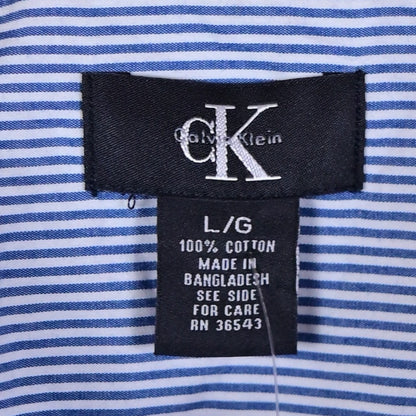 cK
Calvin Klein
L/G
100% COTTON
MADE IN
BANGLADESH
SEE SIDE
FOR CARE
RN 36543